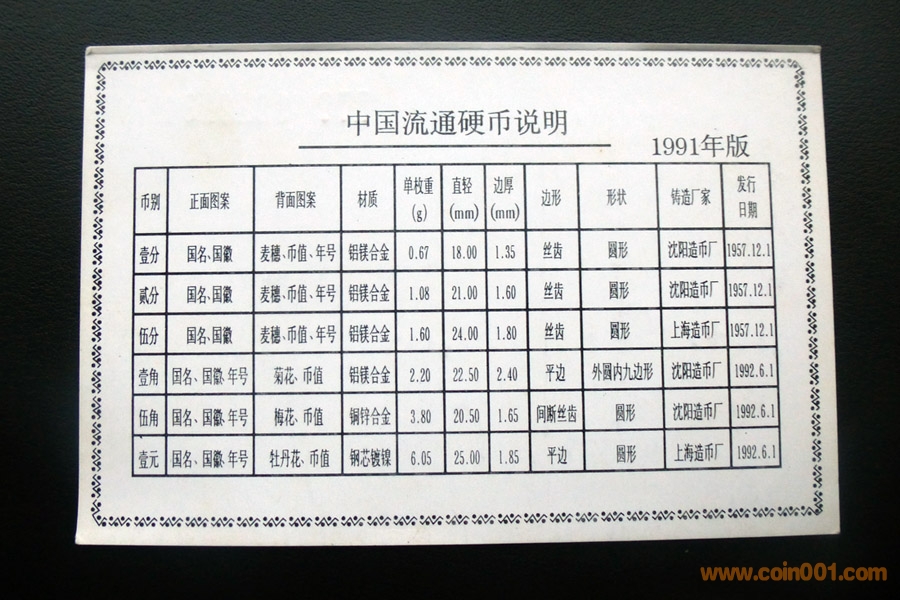 中国流通硬币说明
1991年版
币别 正面图案 背面图案 材质 单枚重(g) 直轻(mm) 边厚(mm) 边形 形状 铸造厂家 发行日期
壹分 国名、国徽 麦穗、币值、年号 铝镁合金 0.67 18.00 1.35 丝齿 圆形 沈阳造币厂 1957.12.1
贰分 国名、国徽 麦穗、币值、年号 铝镁合金 1.08 21.00 1.60 丝齿 圆形 沈阳造币厂 1957.12.1
伍分 国名、国徽 麦穗、币值、年号 铝镁合金 1.60 24.00 1.80 丝齿 圆形 上海造币厂 1957.12.1
壹角 国名、国徽、年号 菊花、币值 铝镁合金 2.20 22.50 2.40 平边 外圆内九边形 沈阳造币厂 1992.6.1
伍角 国名、国徽、年号 梅花、币值 铜锌合金 3.80 20.50 1.65 间断丝齿 圆形 沈阳造币厂 1992.6.1
壹元 国名、国徽、年号 牡丹花、币值 钢芯镀镍 6.05 25.00 1.85 平边 圆形 上海造币厂 1992.6.1
www.coin001.com